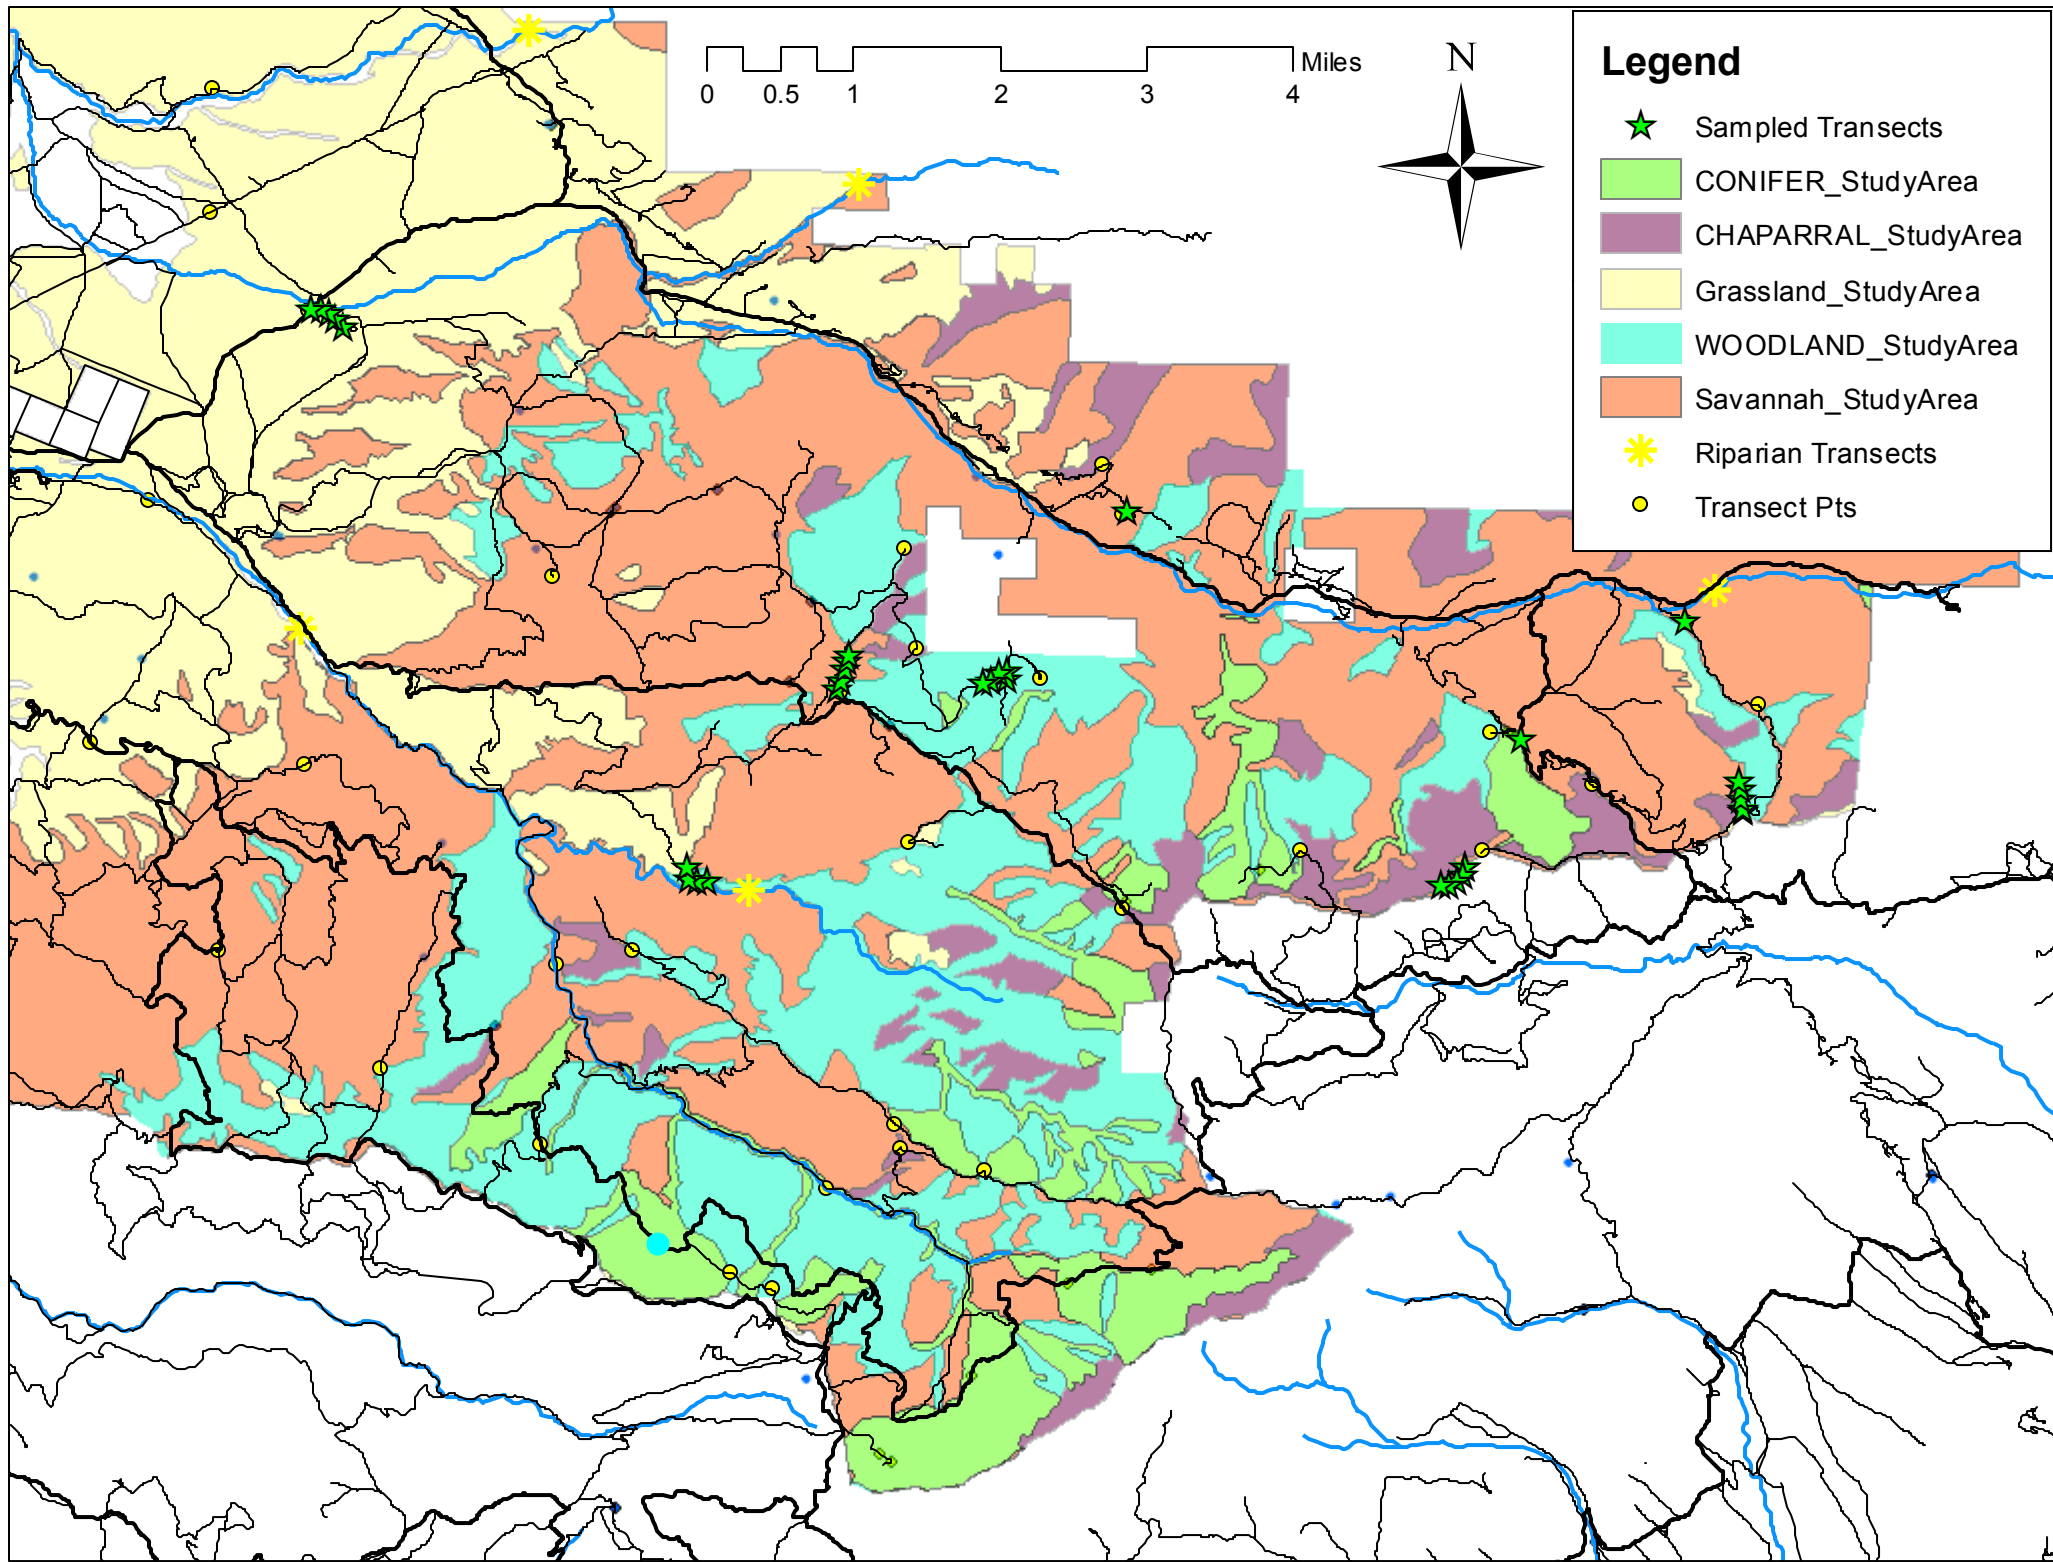 Miles
0 0.5 1 2 3 4
N
Legend
Sampled Transects
CONIFER_StudyArea
CHAPARRAL_StudyArea
Grassland_StudyArea
WOODLAND_StudyArea
Savannah_StudyArea
Riparian Transects
Transect Pts